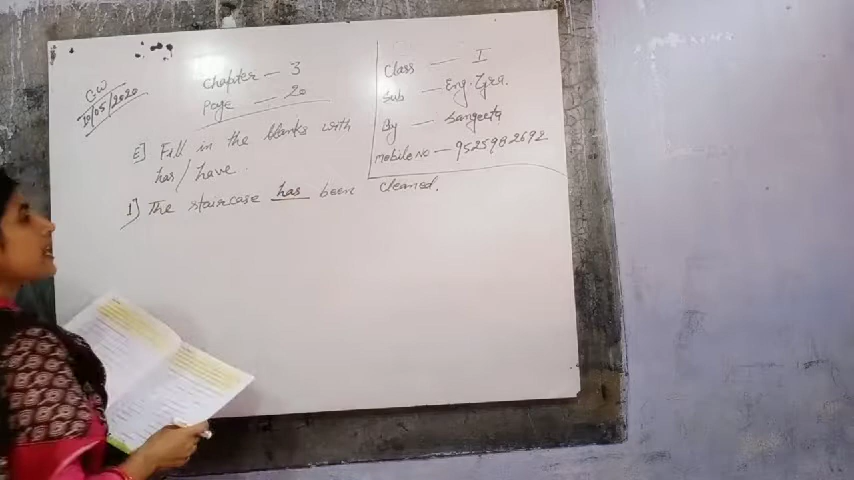 CW
10/05/2020
Chapter — 3
Page — 20
Class — I
Sub — Eng. Gra.
By — Sangeeta
Mobile No — 9525982692
E] Fill in the blanks with
has/have.
1] The staircase has been cleaned.